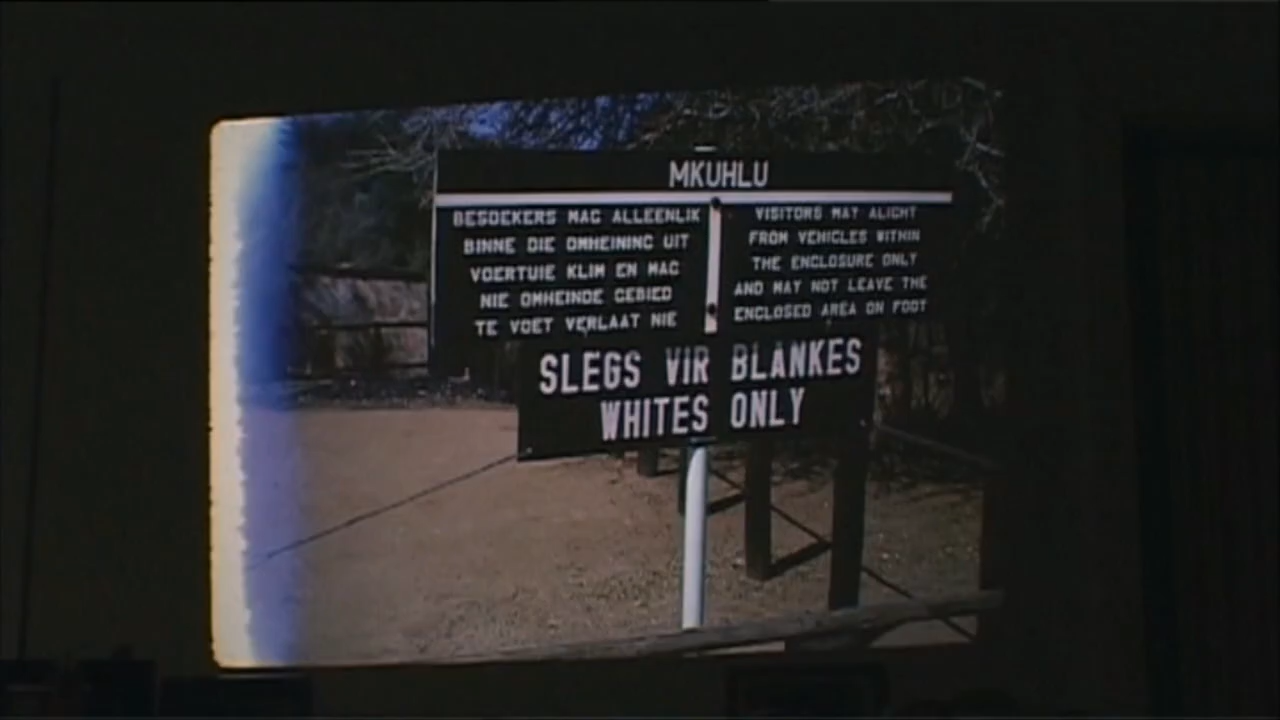 MKUHLU
BESOEKERS MAG ALLEENLIK
BINNE DIE OMHEINING UIT
VOERTUIE KLIM EN MAG
NIE OMHEINDE GEBIED
TE VOET VERLAAT NIE
VISITORS MAY ALIGHT
FROM VEHICLES WITHIN
THE ENCLOSURE ONLY
AND MAY NOT LEAVE THE
ENCLOSED AREA ON FOOT
SLEGS VIR BLANKES
WHITES ONLY